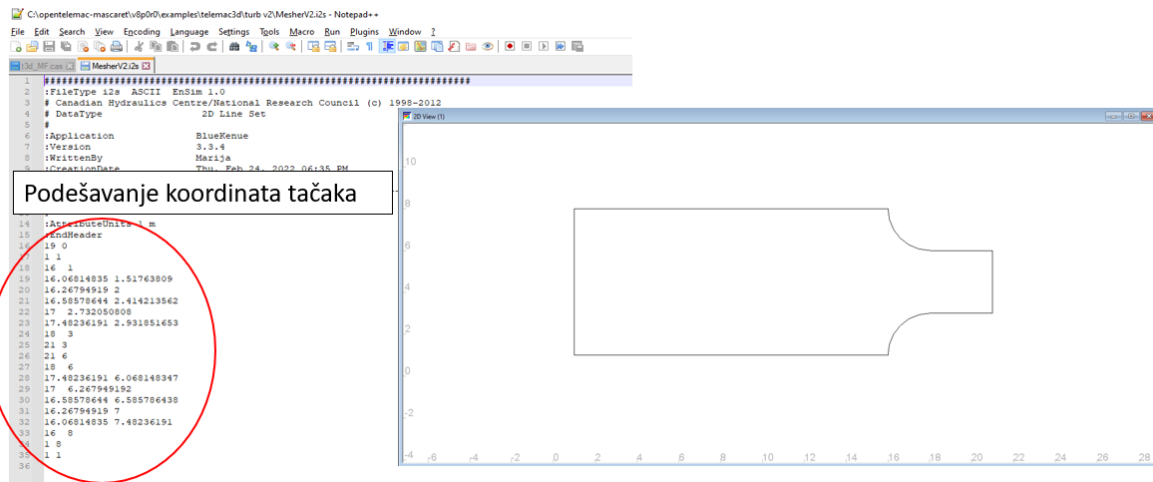 C:\opentelemac-mascaret\v8p0r0\examples\telemac3d\turb v2\MesherV2.i2s - Notepad++
File Edit Search View Encoding Language Settings Tools Macro Run Plugins Window ?
t3d_MF.cas MesherV2.i2s
1 #########################################################################
2 :FileType i2s ASCII EnSim 1.0
3 # Canadian Hydraulics Centre/National Research Council (c) 1998-2012
4 # DataType 2D Line Set
5 #
6 :Application BlueKenue
7 :Version 3.3.4
8 :WrittenBy Marija
9 :CreationDate Thu, Feb 24, 2022 06:35 PM
Podešavanje koordinata tačaka
14 :AttributeUnits 1 m
15 :EndHeader
16 19 0
17 1 1
18 16 1
19 16.06814835 1.51763809
20 16.26794919 2
21 16.58578644 2.414213562
22 17 2.732050808
23 17.48236191 2.931851653
24 18 3
25 21 3
26 21 6
27 18 6
28 17.48236191 6.068148347
29 17 6.267949192
30 16.58578644 6.585786438
31 16.26794919 7
32 16.06814835 7.48236191
33 16 8
34 1 8
35 1 1
36
2D View (1)
10
8
6
4
2
0
-2
-4 -6 -4 -2 0 2 4 6 8 10 12 14 16 18 20 22 24 26 28